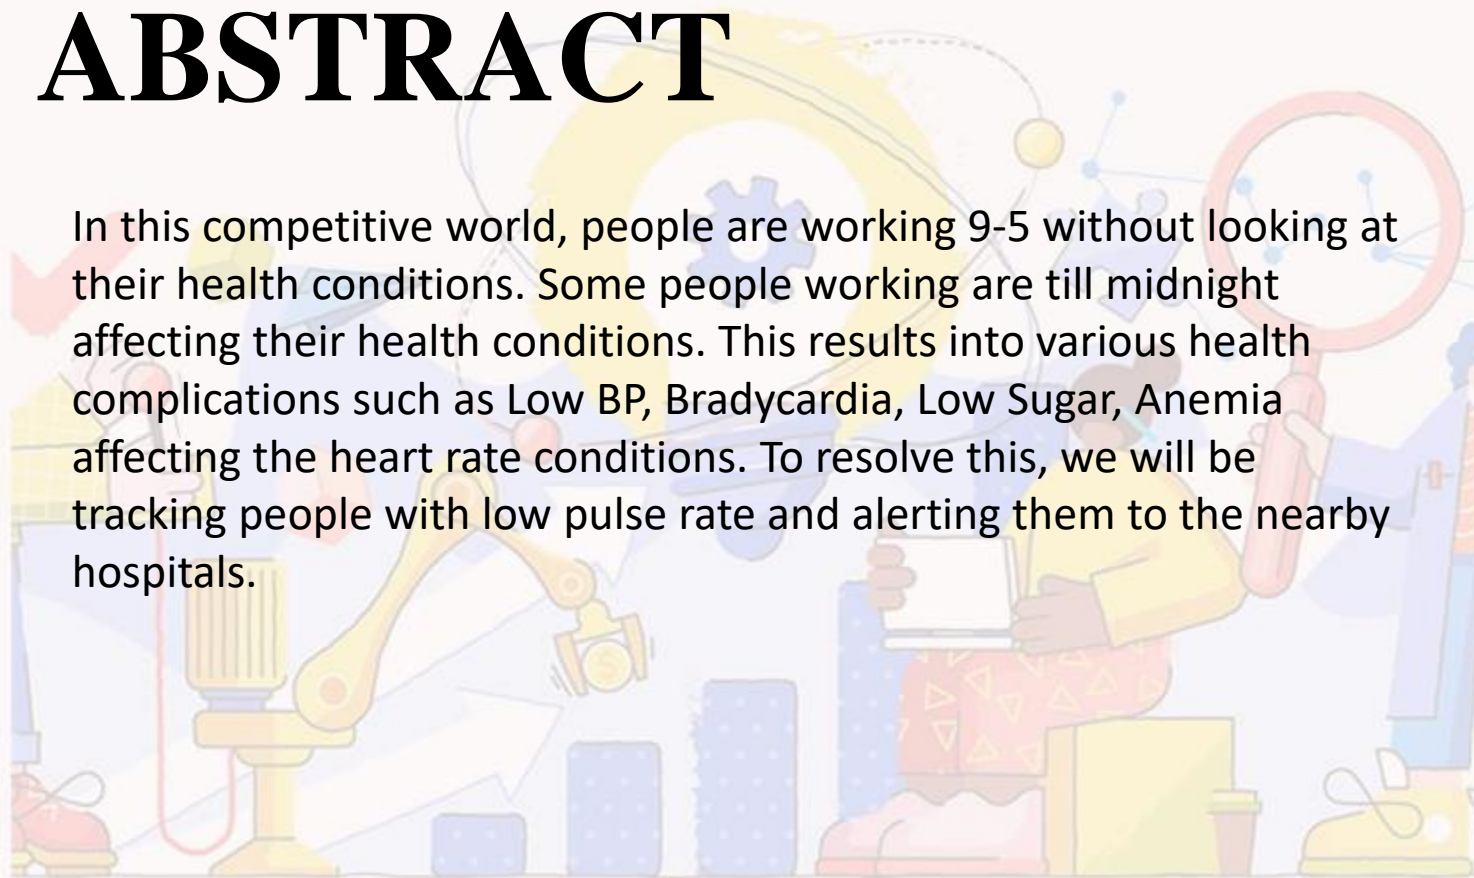 ABSTRACT
In this competitive world, people are working 9-5 without looking at
their health conditions. Some people working are till midnight
affecting their health conditions. This results into various health
complications such as Low BP, Bradycardia, Low Sugar, Anemia
affecting the heart rate conditions. To resolve this, we will be
tracking people with low pulse rate and alerting them to the nearby
hospitals.